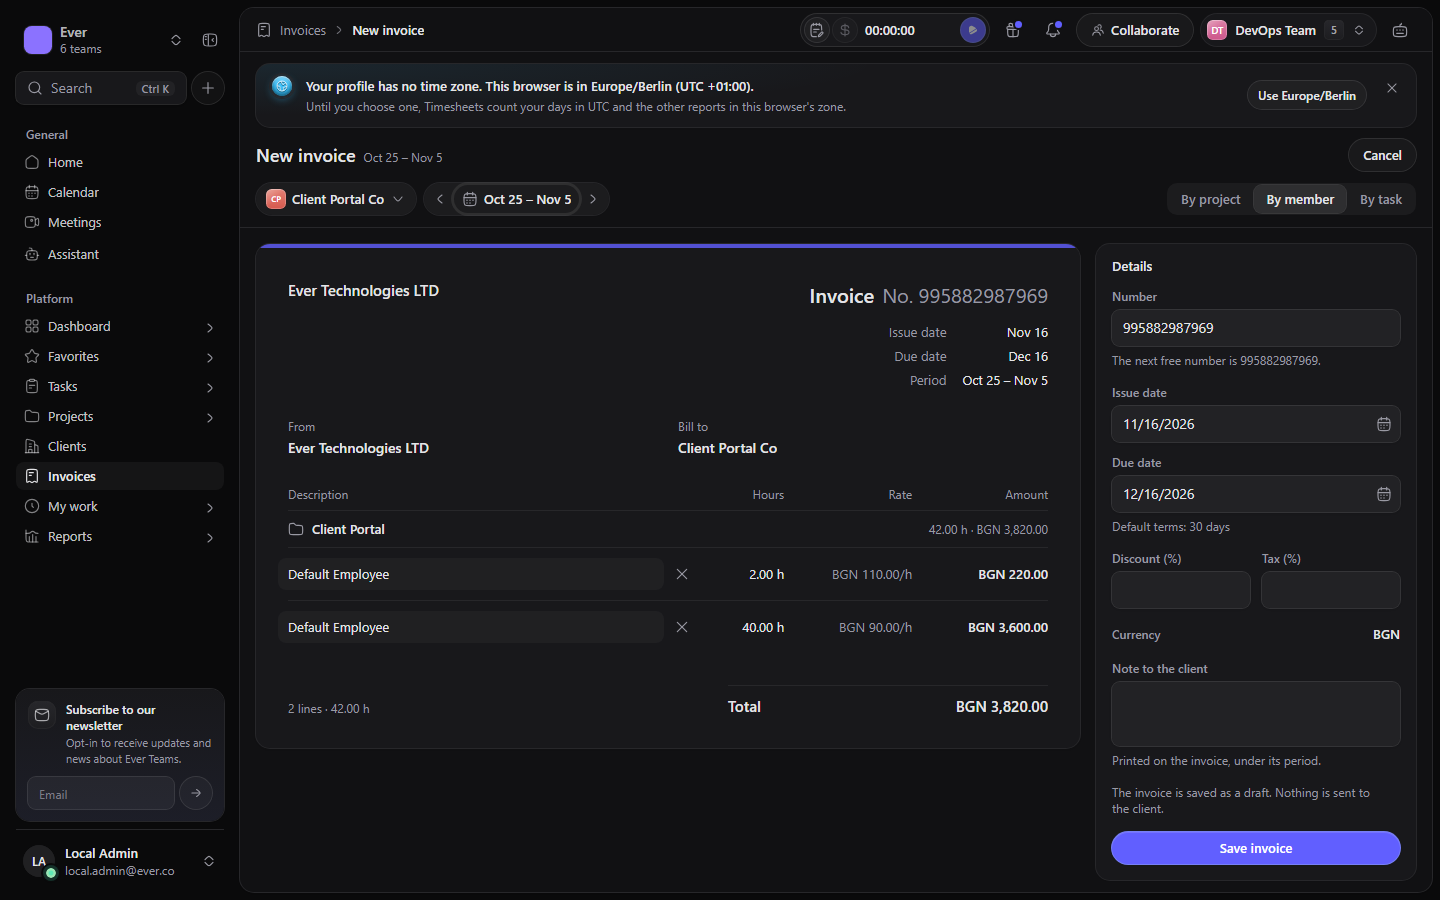 Ever
6 teams
Search
Ctrl K
General
Home
Calendar
Meetings
Assistant
Platform
Dashboard
Favorites
Tasks
Projects
Clients
Invoices
My work
Reports
Subscribe to our
newsletter
Opt-in to receive updates and
news about Ever Teams.
Email
LA
Local Admin
local.admin@ever.co
Invoices
New invoice
00:00:00
Collaborate
DT
DevOps Team
5
Your profile has no time zone. This browser is in Europe/Berlin (UTC +01:00).
Until you choose one, Timesheets count your days in UTC and the other reports in this browser's zone.
Use Europe/Berlin
New invoice Oct 25 – Nov 5
Cancel
CP
Client Portal Co
Oct 25 – Nov 5
By project
By member
By task
Ever Technologies LTD
Invoice No. 995882987969
Issue date Nov 16
Due date Dec 16
Period Oct 25 – Nov 5
From
Ever Technologies LTD
Bill to
Client Portal Co
Description Hours Rate Amount
Client Portal 42.00 h · BGN 3,820.00
Default Employee 2.00 h BGN 110.00/h BGN 220.00
Default Employee 40.00 h BGN 90.00/h BGN 3,600.00
2 lines · 42.00 h
Total BGN 3,820.00
Details
Number
995882987969
The next free number is 995882987969.
Issue date
11/16/2026
Due date
12/16/2026
Default terms: 30 days
Discount (%)
Tax (%)
Currency BGN
Note to the client
Printed on the invoice, under its period.
The invoice is saved as a draft. Nothing is sent to
the client.
Save invoice